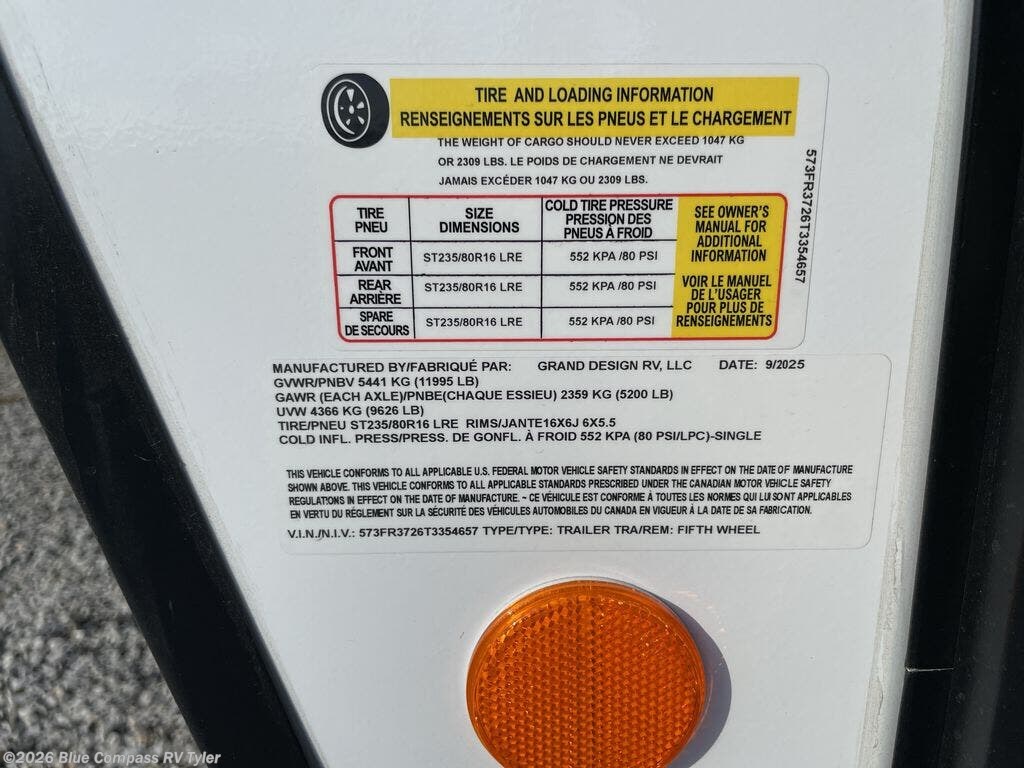 TIRE AND LOADING INFORMATION
RENSEIGNEMENTS SUR LES PNEUS ET LE CHARGEMENT
THE WEIGHT OF CARGO SHOULD NEVER EXCEED 1047 KG
OR 2309 LBS. LE POIDS DE CHARGEMENT NE DEVRAIT
JAMAIS EXCÉDER 1047 KG OU 2309 LBS.
573FR3726T3354657
TIRE
PNEU
SIZE
DIMENSIONS
COLD TIRE PRESSURE
PRESSION DES
PNEUS À FROID
FRONT
AVANT
ST235/80R16 LRE
552 KPA /80 PSI
REAR
ARRIÈRE
ST235/80R16 LRE
552 KPA /80 PSI
SPARE
DE SECOURS
ST235/80R16 LRE
552 KPA /80 PSI
SEE OWNER'S
MANUAL FOR
ADDITIONAL
INFORMATION
VOIR LE MANUEL
DE L'USAGER
POUR PLUS DE
RENSEIGNEMENTS
MANUFACTURED BY/FABRIQUÉ PAR: GRAND DESIGN RV, LLC DATE: 9/2025
GVWR/PNBV 5441 KG (11995 LB)
GAWR (EACH AXLE)/PNBE(CHAQUE ESSIEU) 2359 KG (5200 LB)
UVW 4366 KG (9626 LB)
TIRE/PNEU ST235/80R16 LRE RIMS/JANTE16X6J 6X5.5
COLD INFL. PRESS/PRESS. DE GONFL. À FROID 552 KPA (80 PSI/LPC)-SINGLE
THIS VEHICLE CONFORMS TO ALL APPLICABLE U.S. FEDERAL MOTOR VEHICLE SAFETY STANDARDS IN EFFECT ON THE DATE OF MANUFACTURE
SHOWN ABOVE. THIS VEHICLE CONFORMS TO ALL APPLICABLE STANDARDS PRESCRIBED UNDER THE CANADIAN MOTOR VEHICLE SAFETY
REGULATIONS IN EFFECT ON THE DATE OF MANUFACTURE. ~ CE VÉHICULE EST CONFORME À TOUTES LES NORMES QUI LUI SONT APPLICABLES
EN VERTU DU RÉGLEMENT SUR LA SÉCURITÉ DES VÉHICULES AUTOMOBILES DU CANADA EN VIGUEUR À LA DATE DE SA FABRICATION.
V.I.N./N.I.V.: 573FR3726T3354657 TYPE/TYPE: TRAILER TRA/REM: FIFTH WHEEL
©2026 Blue Compass RV Tyler